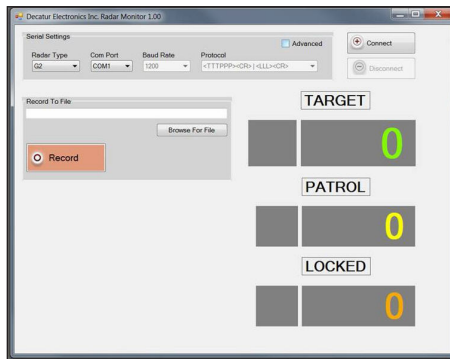 Decatur Electronics Inc. Radar Monitor 1.00
Serial Settings
Advanced
Radar Type Com Port Baud Rate Protocol
G2 COM1 1200 <TTTPPP><CR> | <LLL><CR>
Connect
Disconnect
Record To File
Browse For File
Record
TARGET
0
PATROL
0
LOCKED
0